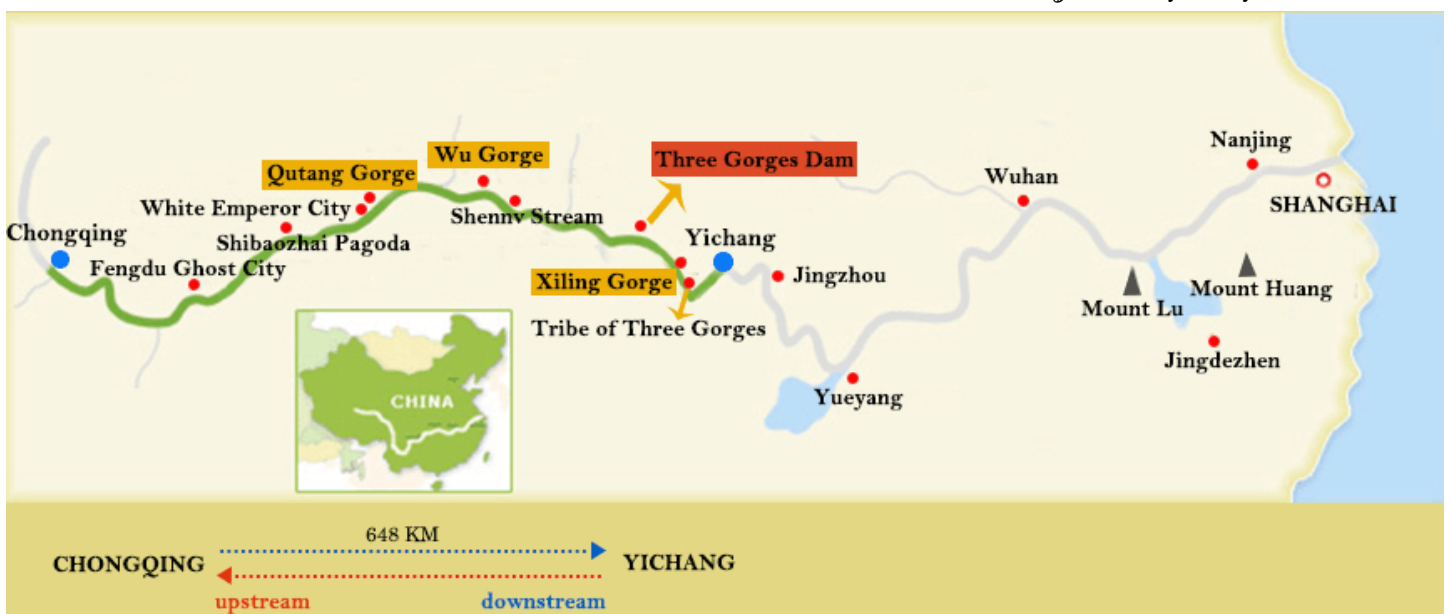 Nanjing
Wu Gorge
Three Gorges Dam
Qutang Gorge
Wuhan
White Emperor City
SHANGHAI
Shennv Stream
Chongqing
Shibaozhai Pagoda
Yichang
Fengdu Ghost City
Xiling Gorge
Jingzhou
Mount Huang
Mount Lu
Tribe of Three Gorges
Jingdezhen
CHINA
Yueyang
648 KM
CHONGQING
YICHANG
upstream
downstream